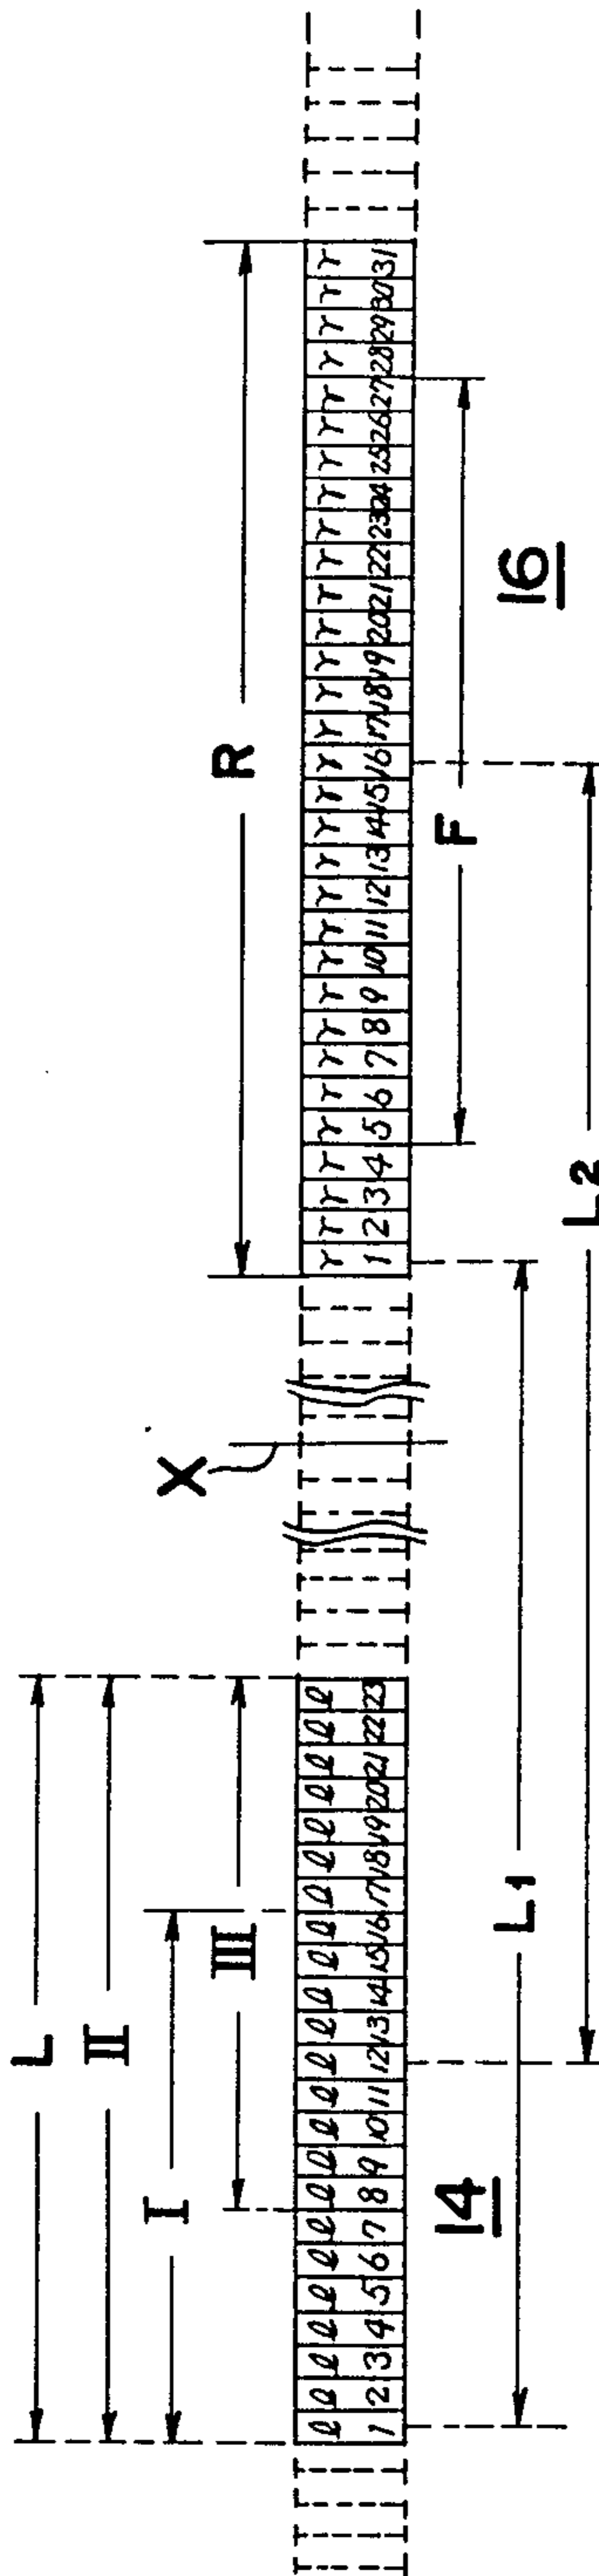 L
II
I
III
ℓ ℓ ℓ ℓ ℓ ℓ ℓ ℓ ℓ ℓ ℓ ℓ ℓ ℓ ℓ ℓ ℓ ℓ ℓ ℓ ℓ ℓ ℓ
1 2 3 4 5 6 7 8 9 10 11 12 13 14 15 16 17 18 19 20 21 22 23
14
X
R
r r r r r r r r r r r r r r r r r r r r r r r r r r r r r r r
1 2 3 4 5 6 7 8 9 10 11 12 13 14 15 16 17 18 19 20 21 22 23 24 25 26 27 28 29 30 31
F
16
L1
L2